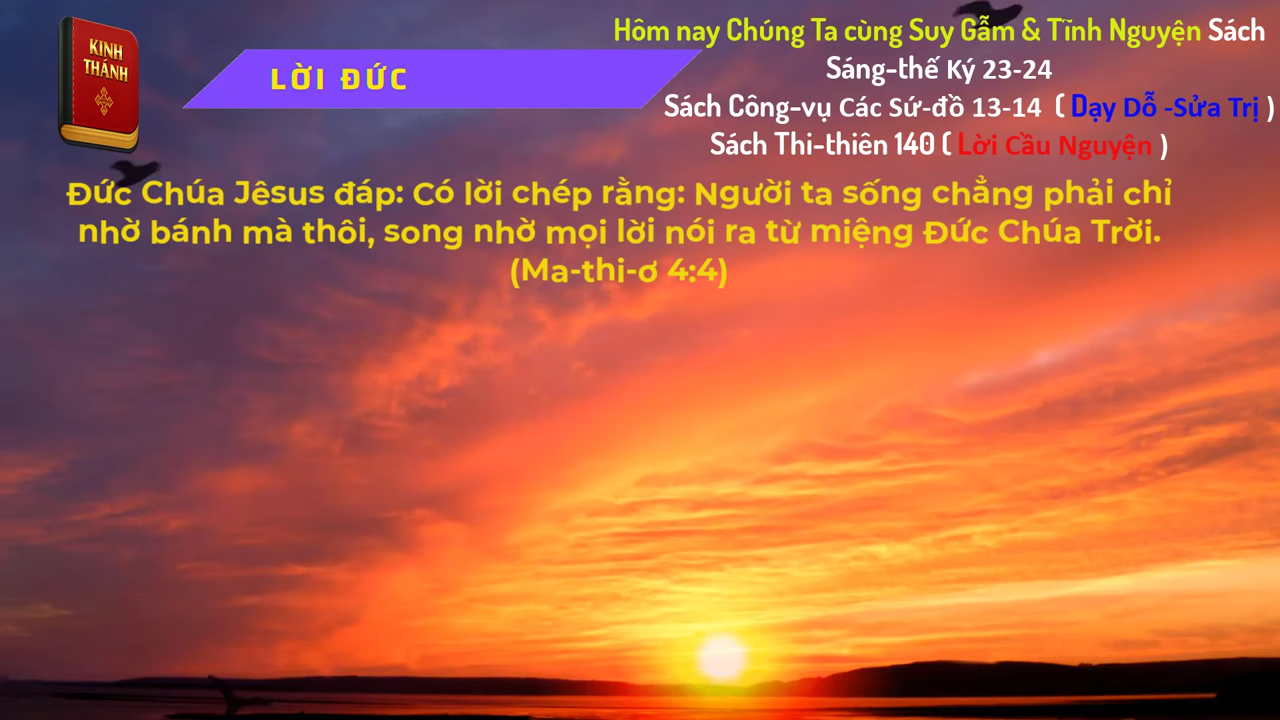 KINH
THÁNH
LỜI ĐỨC
Hôm nay Chúng Ta cùng Suy Gẫm & Tĩnh Nguyện Sách
Sáng-thế Ký 23-24
Sách Công-vụ Các Sứ-đồ 13-14 ( Dạy Dỗ -Sửa Trị )
Sách Thi-thiên 140 ( Lời Cầu Nguyện )
Đức Chúa Jêsus đáp: Có lời chép rằng: Người ta sống chẳng phải chỉ
nhờ bánh mà thôi, song nhờ mọi lời nói ra từ miệng Đức Chúa Trời.
(Ma-thi-ơ 4:4)